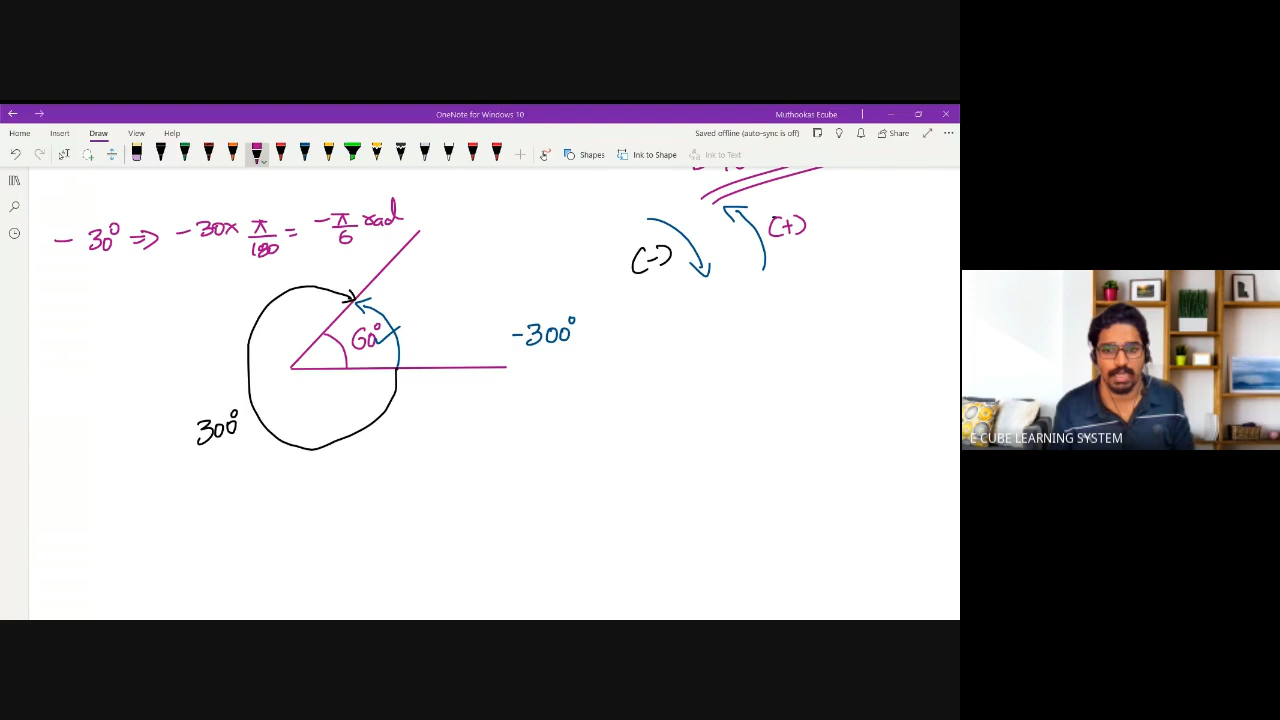 OneNote for Windows 10
Muthookas Ecube
Home Insert Draw View Help
Saved offline (auto-sync is off)
Share
Shapes
Ink to Shape
Ink to Text
- 30° ⇒ - 30 x π/180 = -π/6 rad
(-)
(+)
60°
-300°
300°
E CUBE LEARNING SYSTEM